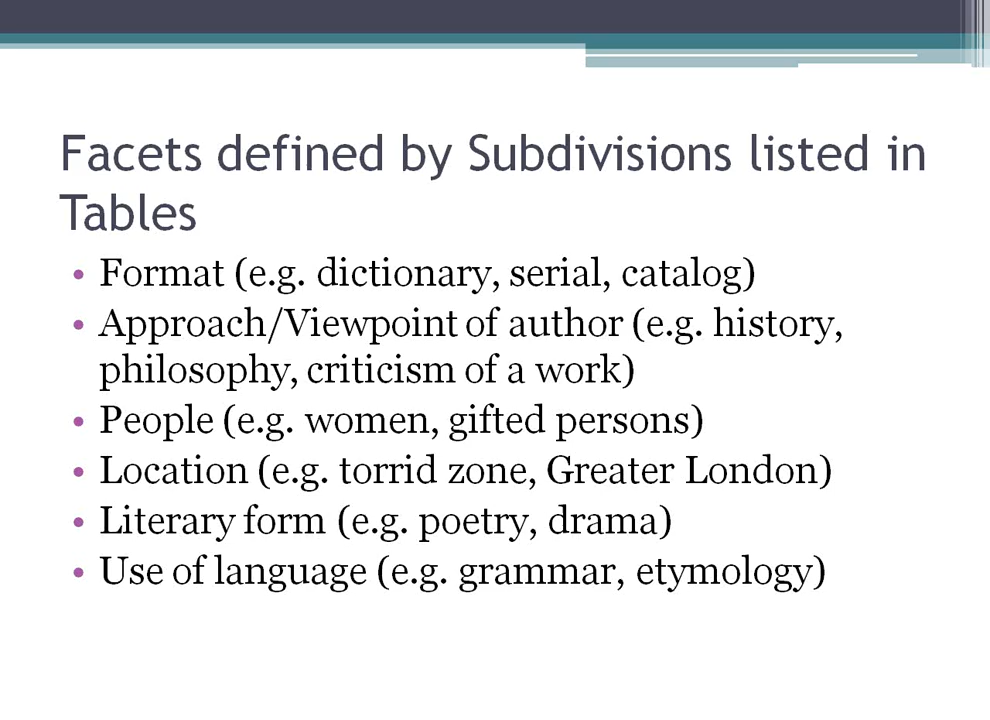 Facets defined by Subdivisions listed in
Tables
• Format (e.g. dictionary, serial, catalog)
• Approach/Viewpoint of author (e.g. history,
philosophy, criticism of a work)
• People (e.g. women, gifted persons)
• Location (e.g. torrid zone, Greater London)
• Literary form (e.g. poetry, drama)
• Use of language (e.g. grammar, etymology)